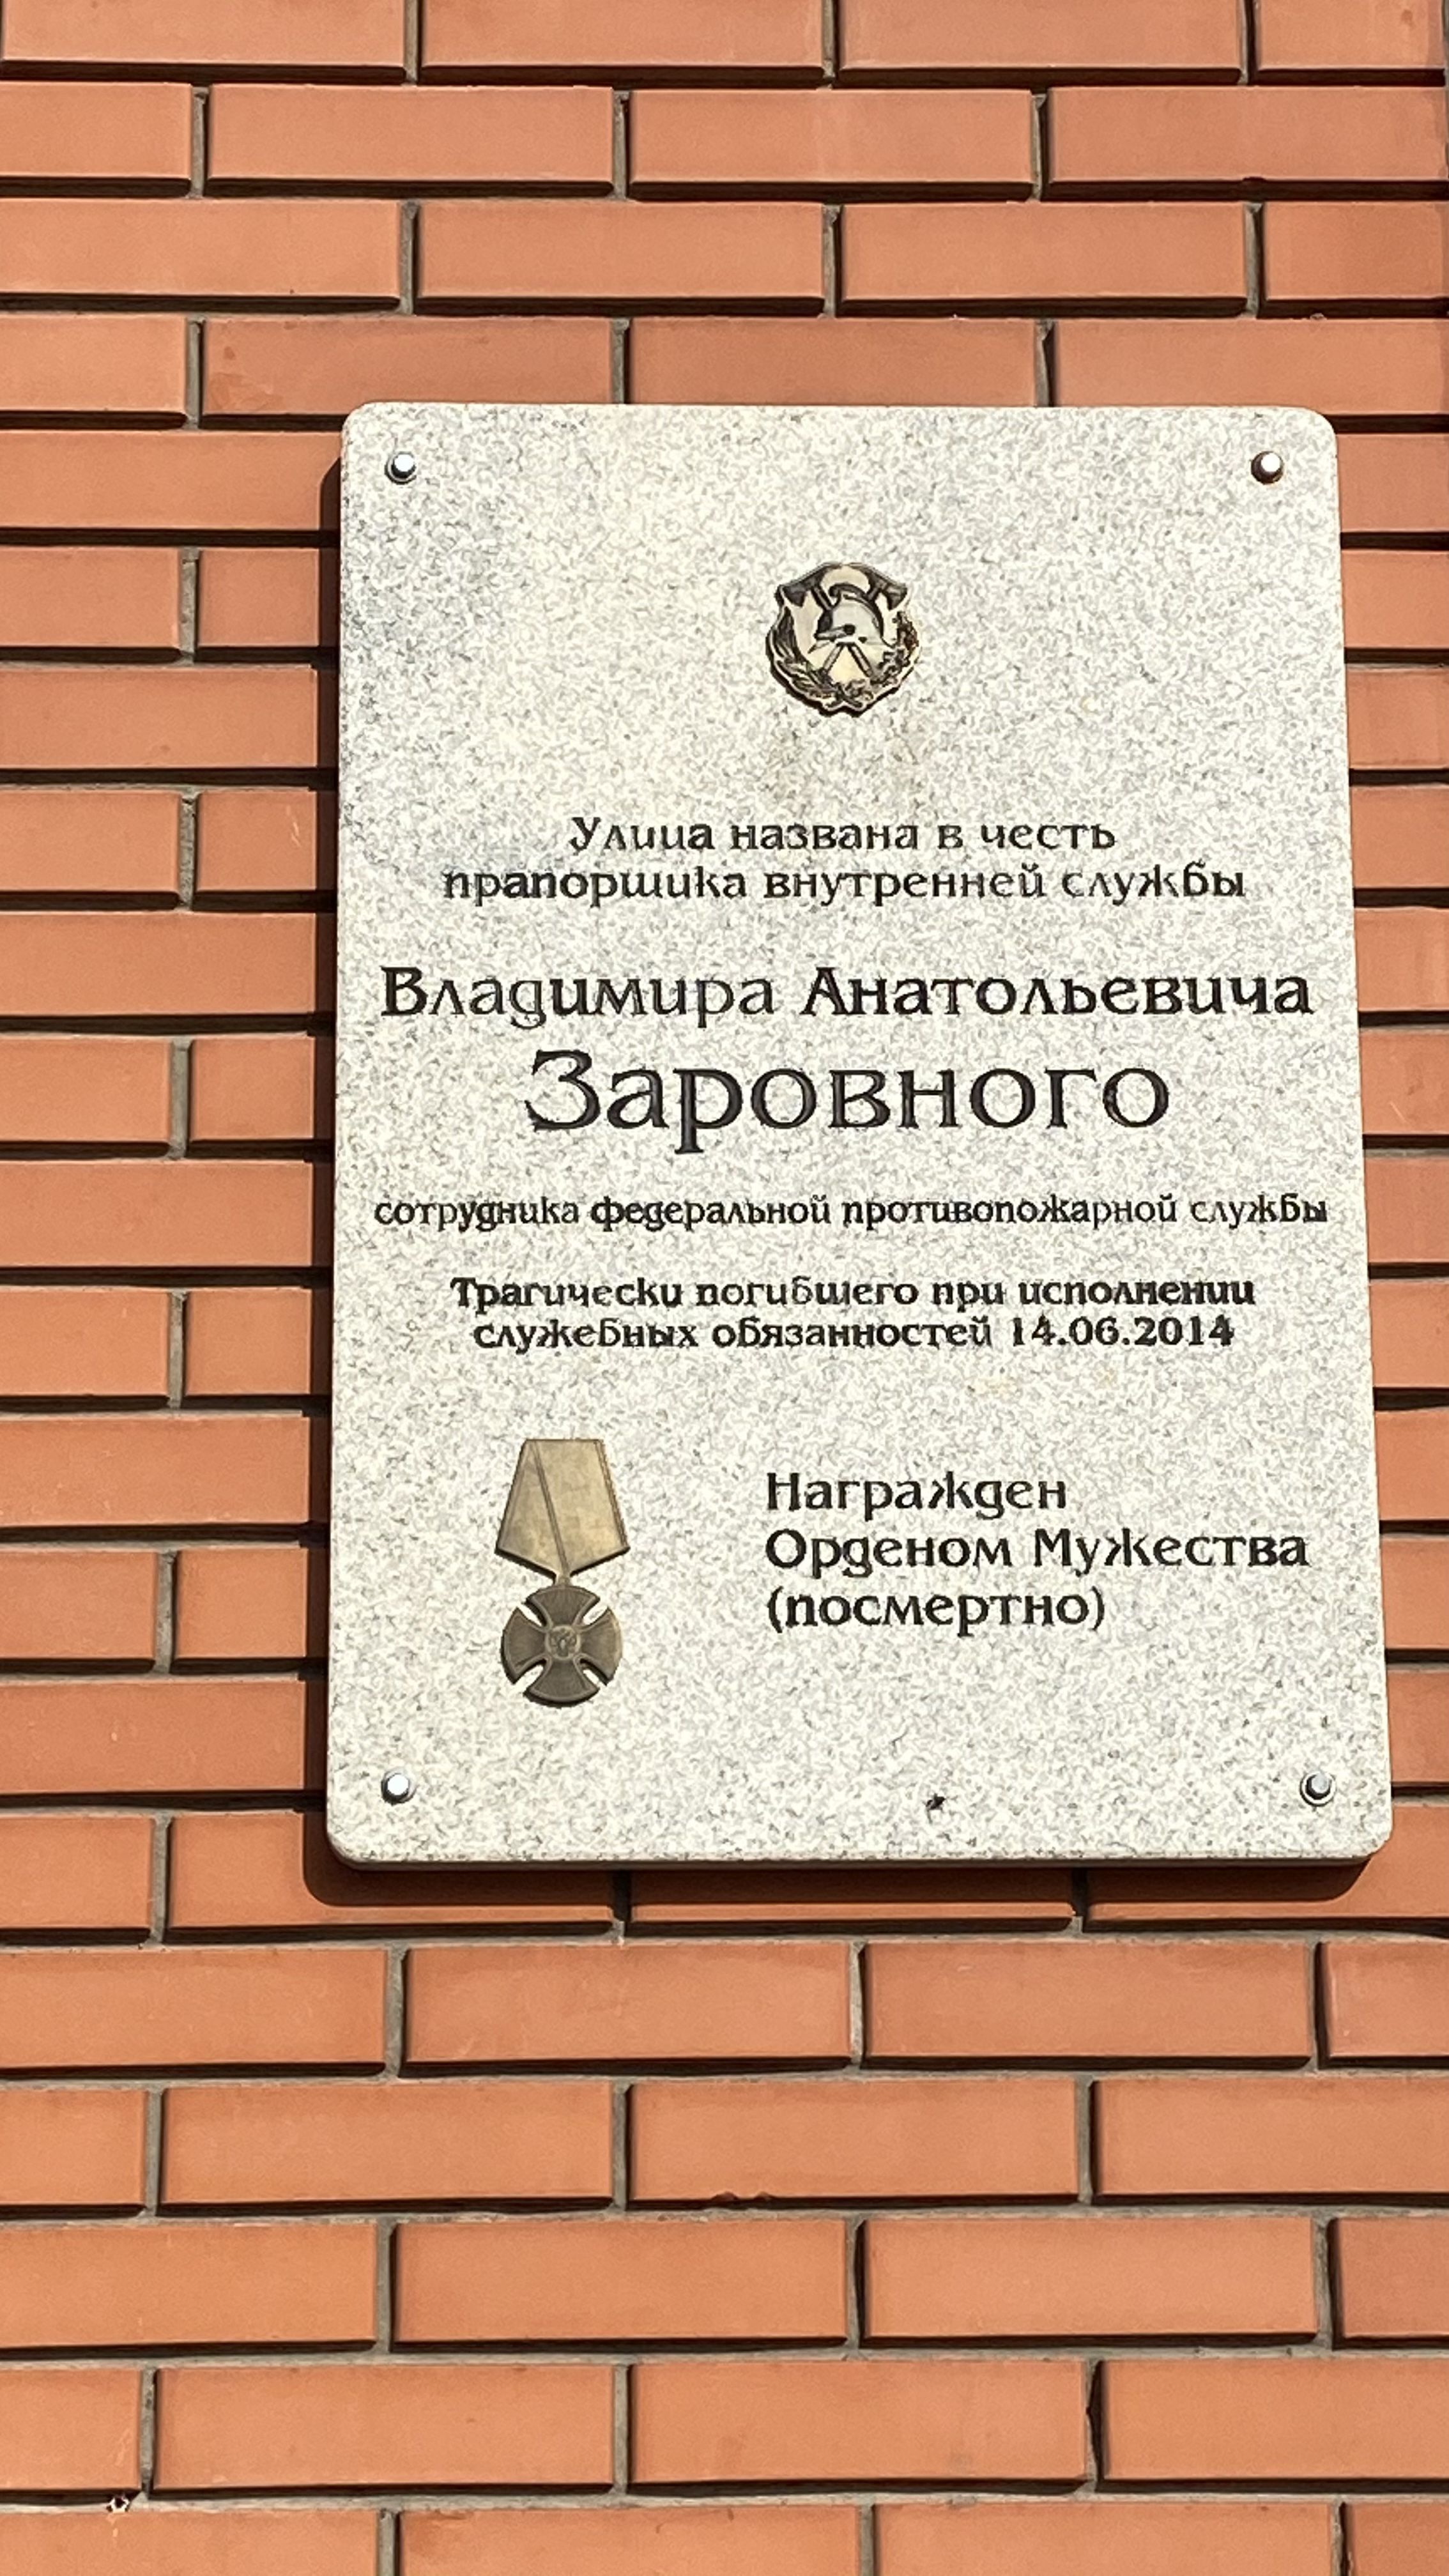 Улица названа в честь
прапорщика внутренней службы
Владимира Анатольевича
Заровного
сотрудника федеральной противопожарной службы
Трагически погибшего при исполнении
служебных обязанностей 14.06.2014
Награжден
Орденом Мужества
(посмертно)